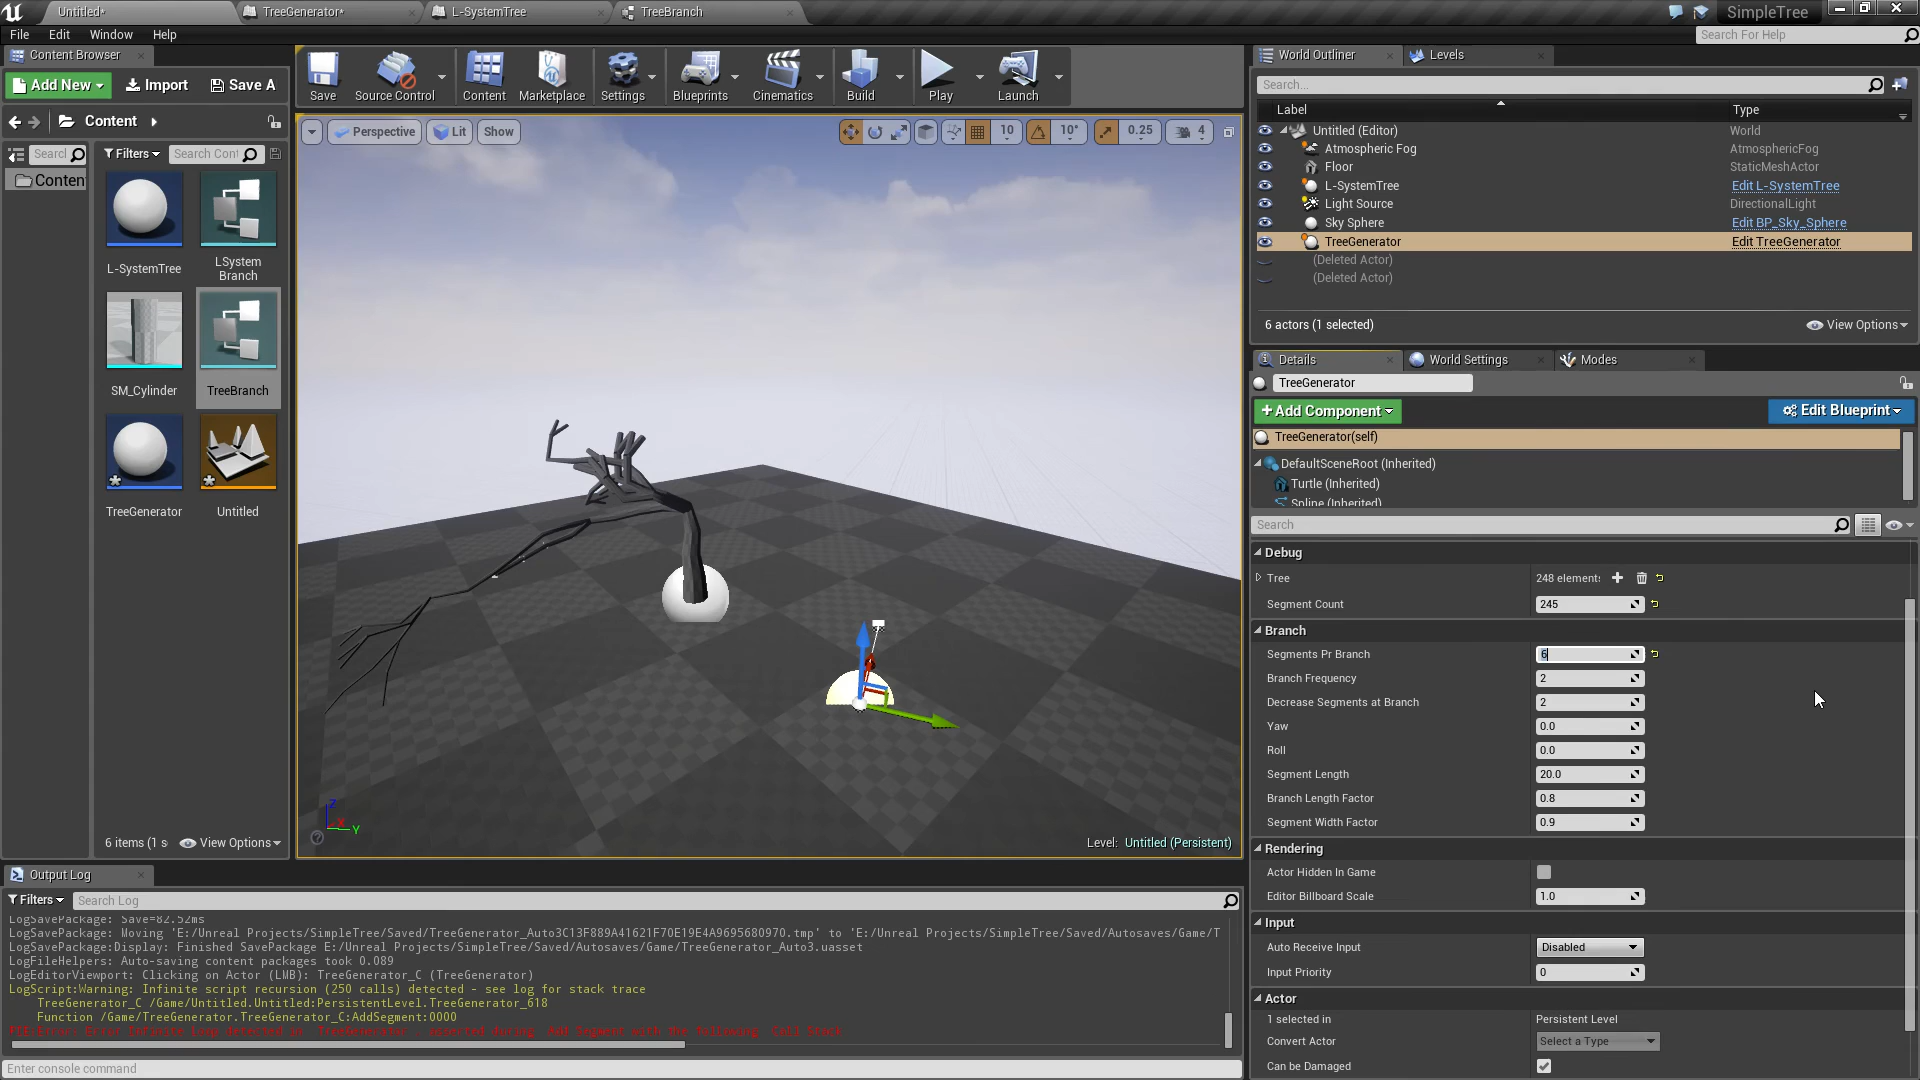 Untitled*
TreeGenerator*
L-SystemTree
TreeBranch
SimpleTree
File Edit Window Help
Search For Help
Content Browser
Add New Import Save A
Content
Filters
Search Cont
Conten
L-SystemTree
LSystem
Branch
SM_Cylinder
TreeBranch
TreeGenerator
Untitled
6 items (1 s
View Options
Save
Source Control
Content
Marketplace
Settings
Blueprints
Cinematics
Build
Play
Launch
Perspective
Lit
Show
10
10°
0.25
4
Z
X
Y
Level: Untitled (Persistent)
World Outliner
Levels
Search...
Label Type
Untitled (Editor) World
Atmospheric Fog AtmosphericFog
Floor StaticMeshActor
L-SystemTree Edit L-SystemTree
Light Source DirectionalLight
Sky Sphere Edit BP_Sky_Sphere
TreeGenerator Edit TreeGenerator
(Deleted Actor)
(Deleted Actor)
6 actors (1 selected)
View Options
Details
World Settings
Modes
TreeGenerator
+Add Component
Edit Blueprint
TreeGenerator(self)
DefaultSceneRoot (Inherited)
Turtle (Inherited)
Spline (Inherited)
Search
Debug
Tree 248 element:
Segment Count 245
Branch
Segments Pr Branch 6
Branch Frequency 2
Decrease Segments at Branch 2
Yaw 0.0
Roll 0.0
Segment Length 20.0
Branch Length Factor 0.8
Segment Width Factor 0.9
Rendering
Actor Hidden In Game
Editor Billboard Scale 1.0
Input
Auto Receive Input Disabled
Input Priority 0
Actor
1 selected in Persistent Level
Convert Actor Select a Type
Can be Damaged
Output Log
Filters
Search Log
LogSavePackage: Save=82.52ms
LogSavePackage: Moving 'E:/Unreal Projects/SimpleTree/Saved/TreeGenerator_Auto3C13F889A41621F70E19E4A9695680970.tmp' to 'E:/Unreal Projects/SimpleTree/Saved/Autosaves/Game/T
LogSavePackage:Display: Finished SavePackage E:/Unreal Projects/SimpleTree/Saved/Autosaves/Game/TreeGenerator_Auto3.uasset
LogFileHelpers: Auto-saving content packages took 0.089
LogEditorViewport: Clicking on Actor (LMB): TreeGenerator_C (TreeGenerator)
LogScript:Warning: Infinite script recursion (250 calls) detected - see log for stack trace
TreeGenerator_C /Game/Untitled.Untitled:PersistentLevel.TreeGenerator_618
Function /Game/TreeGenerator.TreeGenerator_C:AddSegment:0000
Enter console command